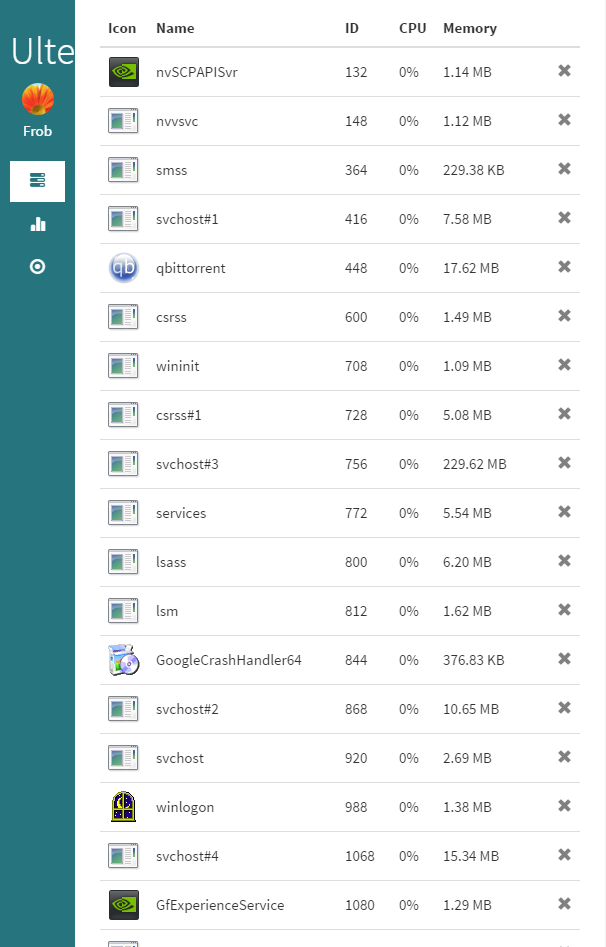 Ulte
Frob
Icon Name ID CPU Memory
nvSCPAPISvr 132 0% 1.14 MB
nvvsvc 148 0% 1.12 MB
smss 364 0% 229.38 KB
svchost#1 416 0% 7.58 MB
qb qbittorrent 448 0% 17.62 MB
csrss 600 0% 1.49 MB
wininit 708 0% 1.09 MB
csrss#1 728 0% 5.08 MB
svchost#3 756 0% 229.62 MB
services 772 0% 5.54 MB
lsass 800 0% 6.20 MB
lsm 812 0% 1.62 MB
GoogleCrashHandler64 844 0% 376.83 KB
svchost#2 868 0% 10.65 MB
svchost 920 0% 2.69 MB
winlogon 988 0% 1.38 MB
svchost#4 1068 0% 15.34 MB
GfExperienceService 1080 0% 1.29 MB